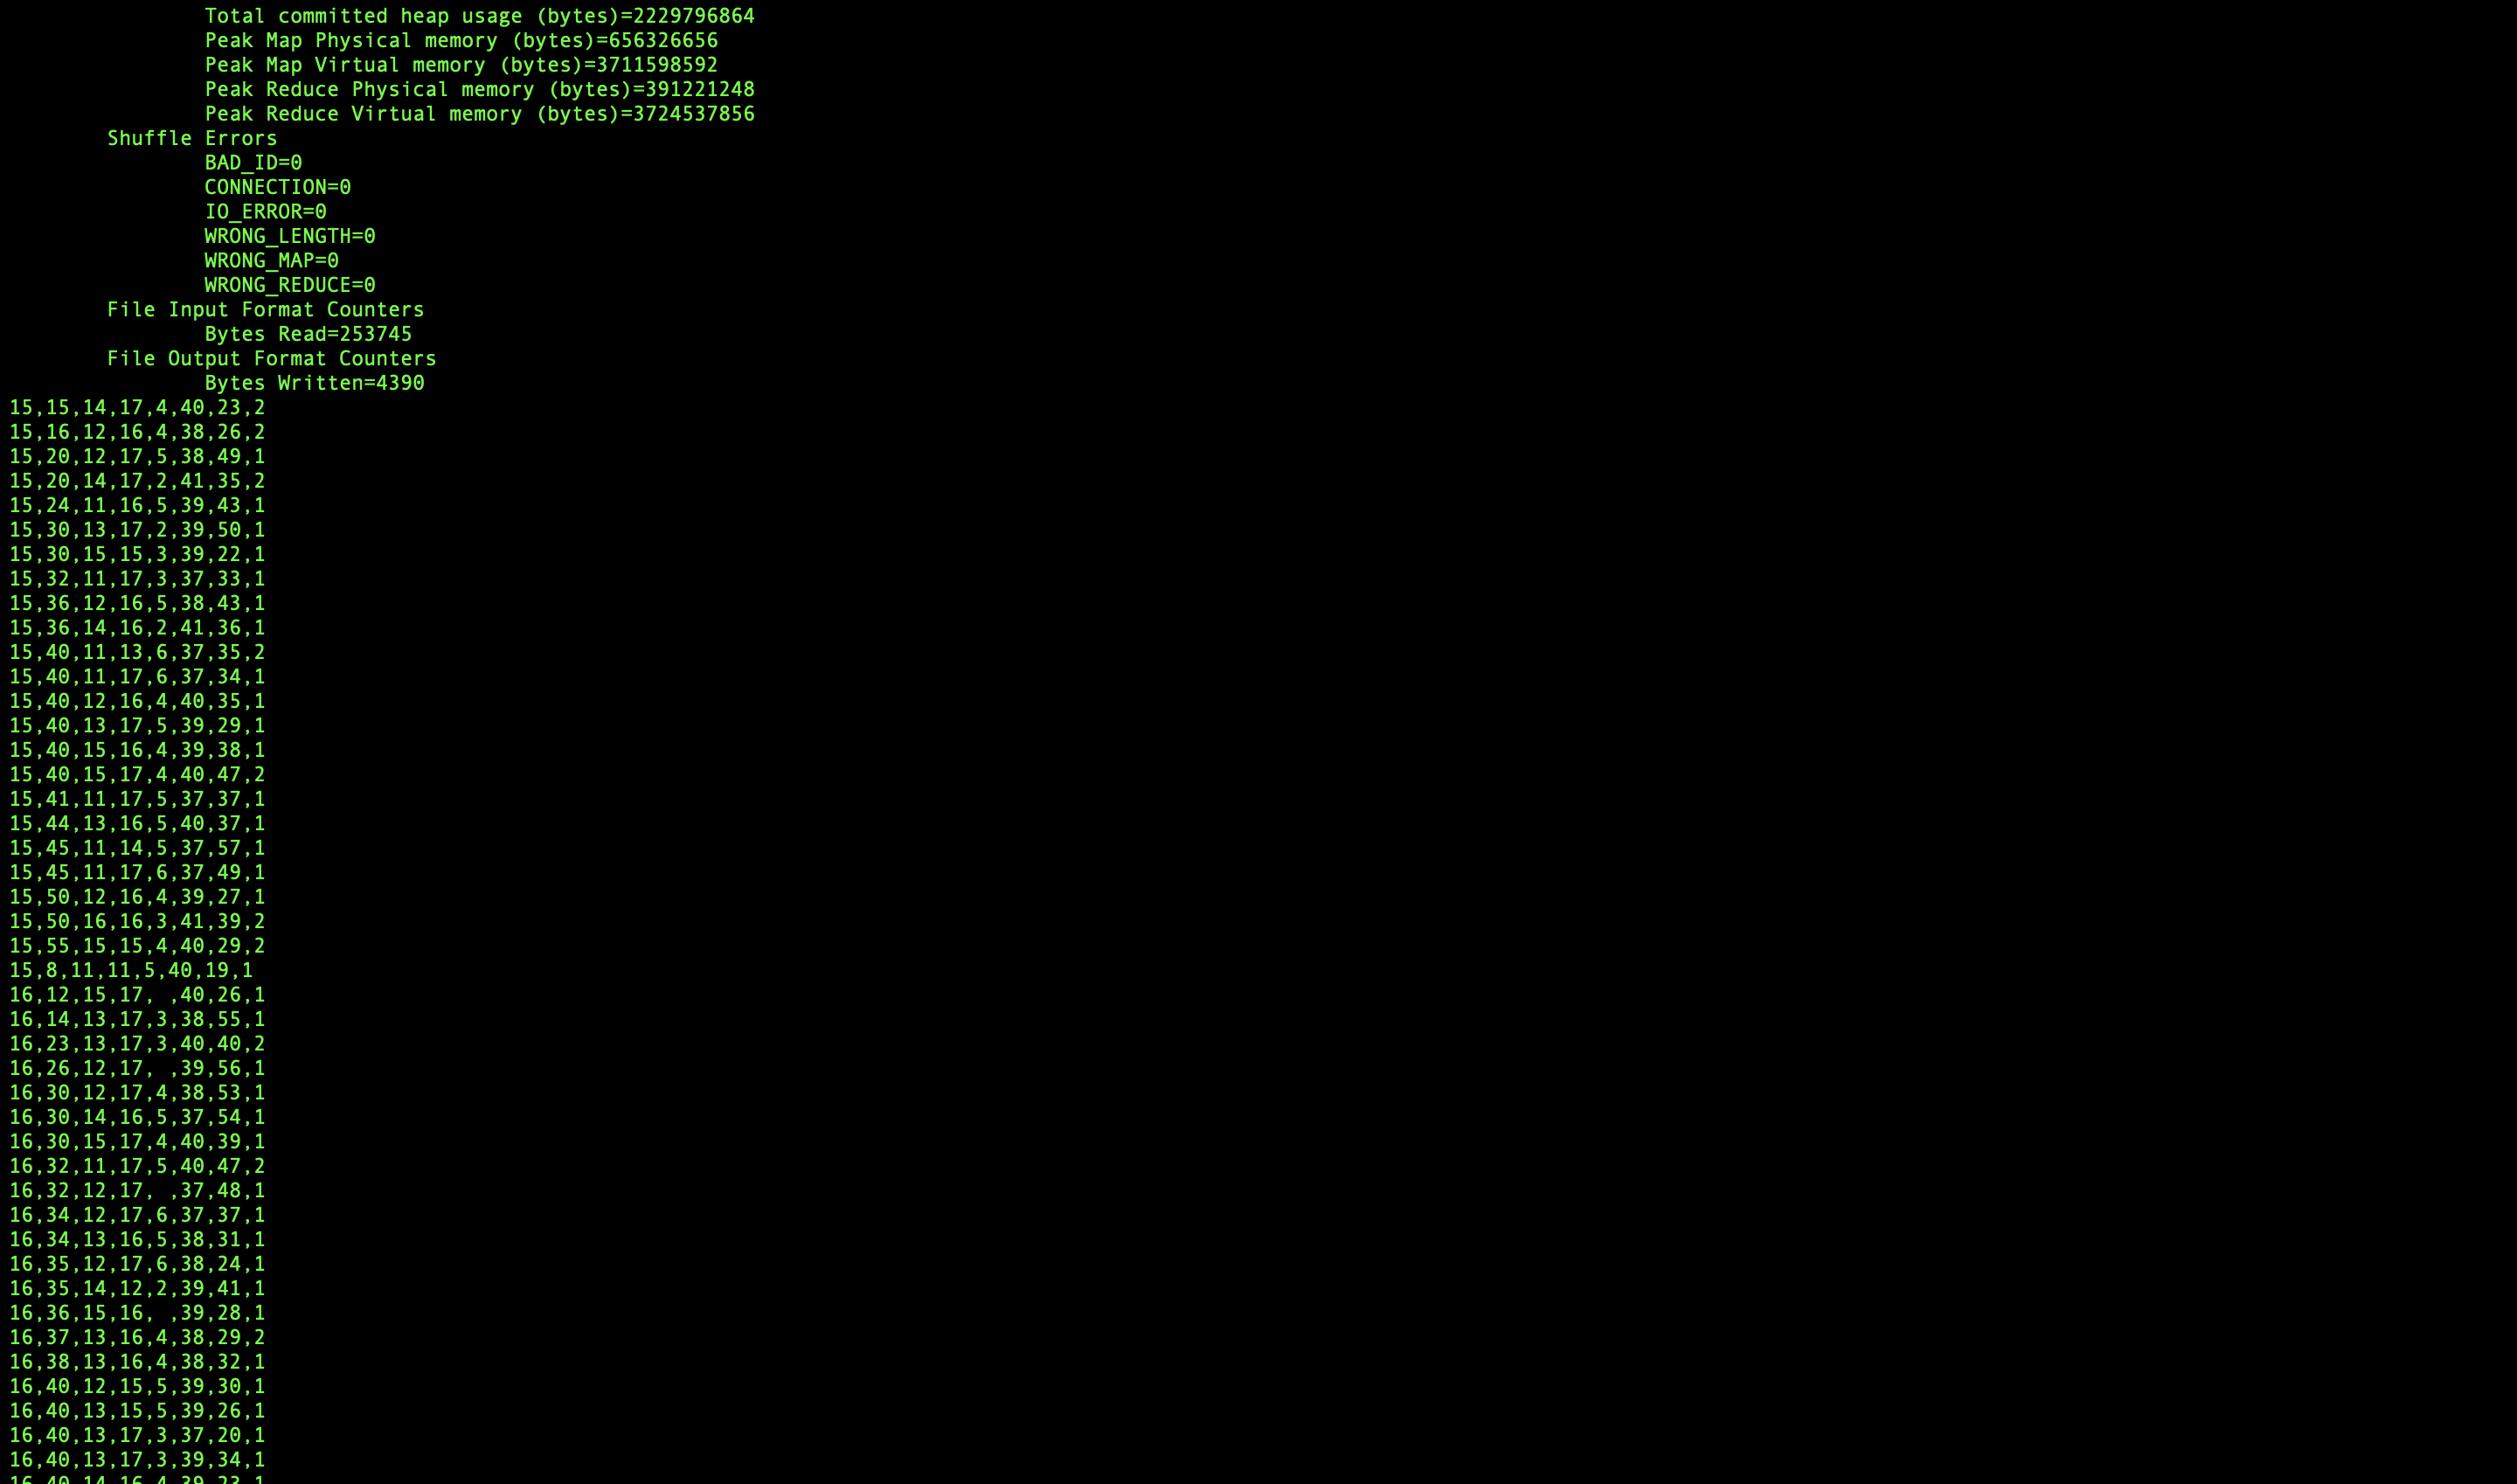 Total committed heap usage (bytes)=2229796864
Peak Map Physical memory (bytes)=656326656
Peak Map Virtual memory (bytes)=3711598592
Peak Reduce Physical memory (bytes)=391221248
Peak Reduce Virtual memory (bytes)=3724537856
Shuffle Errors
BAD_ID=0
CONNECTION=0
IO_ERROR=0
WRONG_LENGTH=0
WRONG_MAP=0
WRONG_REDUCE=0
File Input Format Counters
Bytes Read=253745
File Output Format Counters
Bytes Written=4390
15,15,14,17,4,40,23,2
15,16,12,16,4,38,26,2
15,20,12,17,5,38,49,1
15,20,14,17,2,41,35,2
15,24,11,16,5,39,43,1
15,30,13,17,2,39,50,1
15,30,15,15,3,39,22,1
15,32,11,17,3,37,33,1
15,36,12,16,5,38,43,1
15,36,14,16,2,41,36,1
15,40,11,13,6,37,35,2
15,40,11,17,6,37,34,1
15,40,12,16,4,40,35,1
15,40,13,17,5,39,29,1
15,40,15,16,4,39,38,1
15,40,15,17,4,40,47,2
15,41,11,17,5,37,37,1
15,44,13,16,5,40,37,1
15,45,11,14,5,37,57,1
15,45,11,17,6,37,49,1
15,50,12,16,4,39,27,1
15,50,16,16,3,41,39,2
15,55,15,15,4,40,29,2
15,8,11,11,5,40,19,1
16,12,15,17, ,40,26,1
16,14,13,17,3,38,55,1
16,23,13,17,3,40,40,2
16,26,12,17, ,39,56,1
16,30,12,17,4,38,53,1
16,30,14,16,5,37,54,1
16,30,15,17,4,40,39,1
16,32,11,17,5,40,47,2
16,32,12,17, ,37,48,1
16,34,12,17,6,37,37,1
16,34,13,16,5,38,31,1
16,35,12,17,6,38,24,1
16,35,14,12,2,39,41,1
16,36,15,16, ,39,28,1
16,37,13,16,4,38,29,2
16,38,13,16,4,38,32,1
16,40,12,15,5,39,30,1
16,40,13,15,5,39,26,1
16,40,13,17,3,37,20,1
16,40,13,17,3,39,34,1
16,40,14,16,4,39,23,1